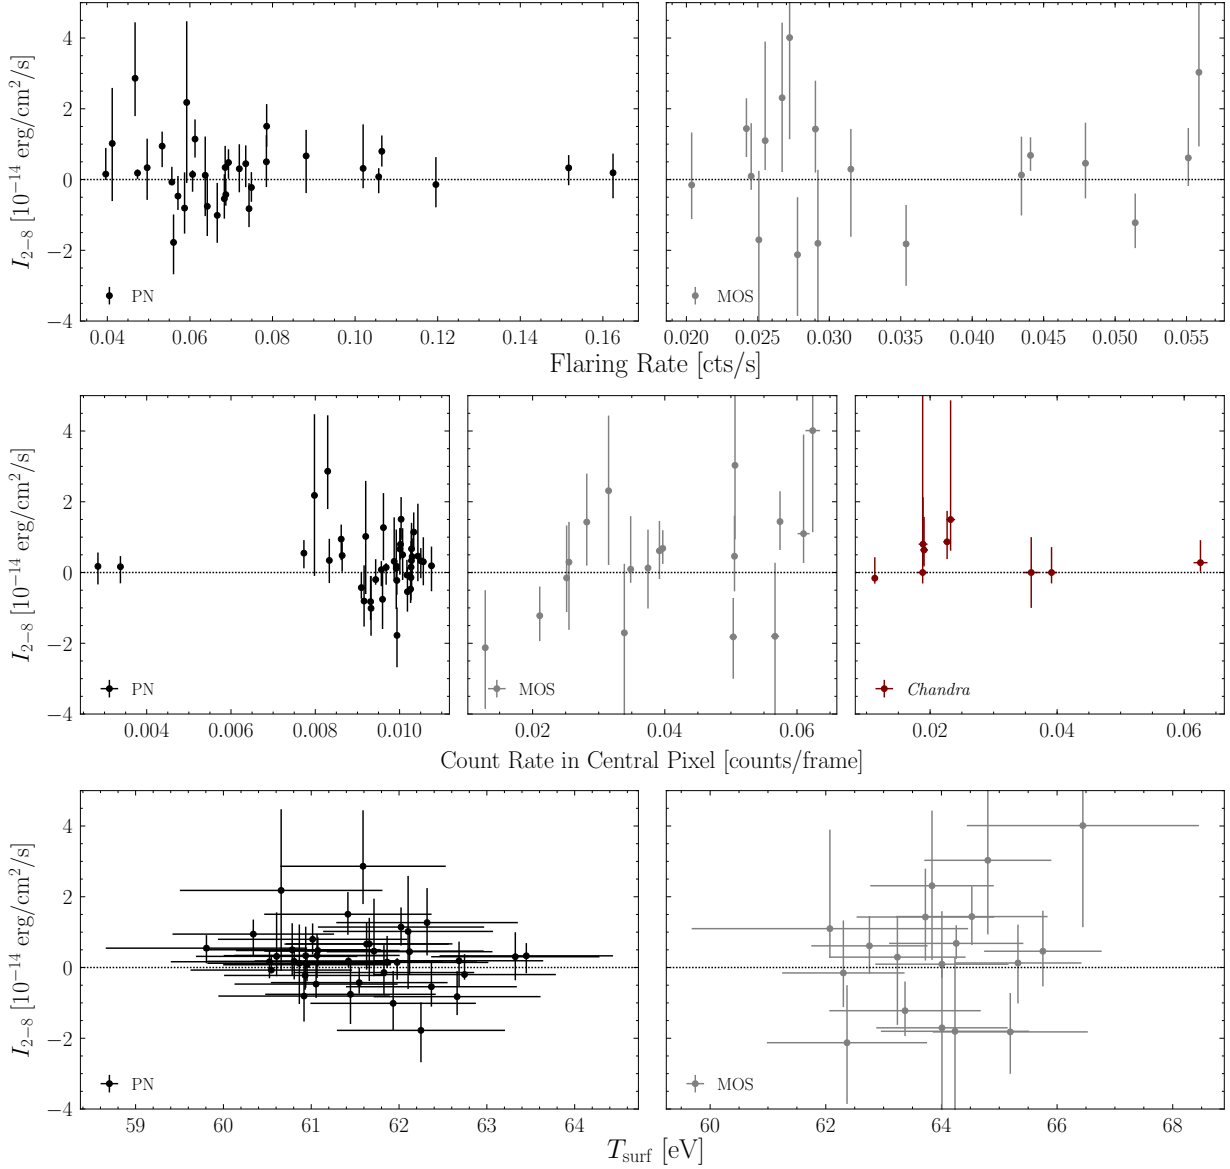 I₂₋₈ [10⁻¹⁴ erg/cm²/s]
4
2
0
−2
−4
PN
MOS
0.04 0.06 0.08 0.10 0.12 0.14 0.16
0.020 0.025 0.030 0.035 0.040 0.045 0.050 0.055
Flaring Rate [cts/s]
I₂₋₈ [10⁻¹⁴ erg/cm²/s]
4
2
0
−2
−4
PN
MOS
Chandra
0.004 0.006 0.008 0.010
0.02 0.04 0.06
0.02 0.04 0.06
Count Rate in Central Pixel [counts/frame]
I₂₋₈ [10⁻¹⁴ erg/cm²/s]
4
2
0
−2
−4
PN
MOS
59 60 61 62 63 64
60 62 64 66 68
T_surf [eV]